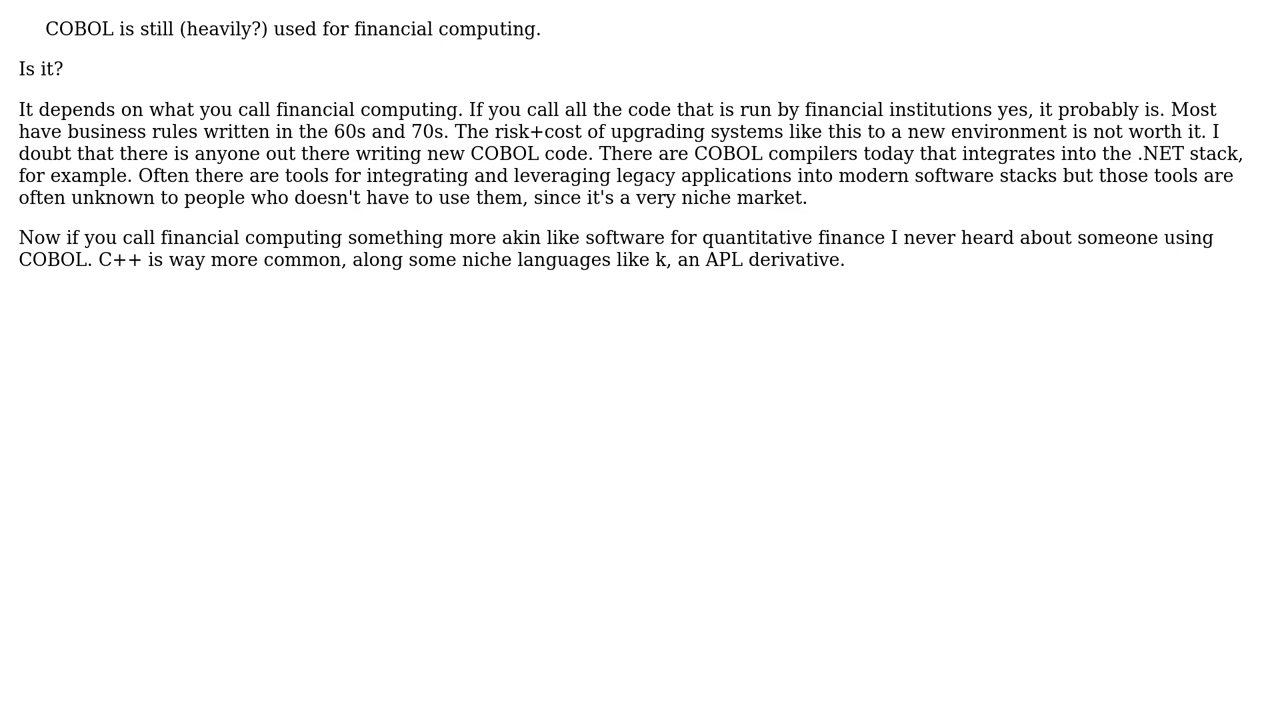 COBOL is still (heavily?) used for financial computing.
Is it?
It depends on what you call financial computing. If you call all the code that is run by financial institutions yes, it probably is. Most
have business rules written in the 60s and 70s. The risk+cost of upgrading systems like this to a new environment is not worth it. I
doubt that there is anyone out there writing new COBOL code. There are COBOL compilers today that integrates into the .NET stack,
for example. Often there are tools for integrating and leveraging legacy applications into modern software stacks but those tools are
often unknown to people who doesn't have to use them, since it's a very niche market.
Now if you call financial computing something more akin like software for quantitative finance I never heard about someone using
COBOL. C++ is way more common, along some niche languages like k, an APL derivative.